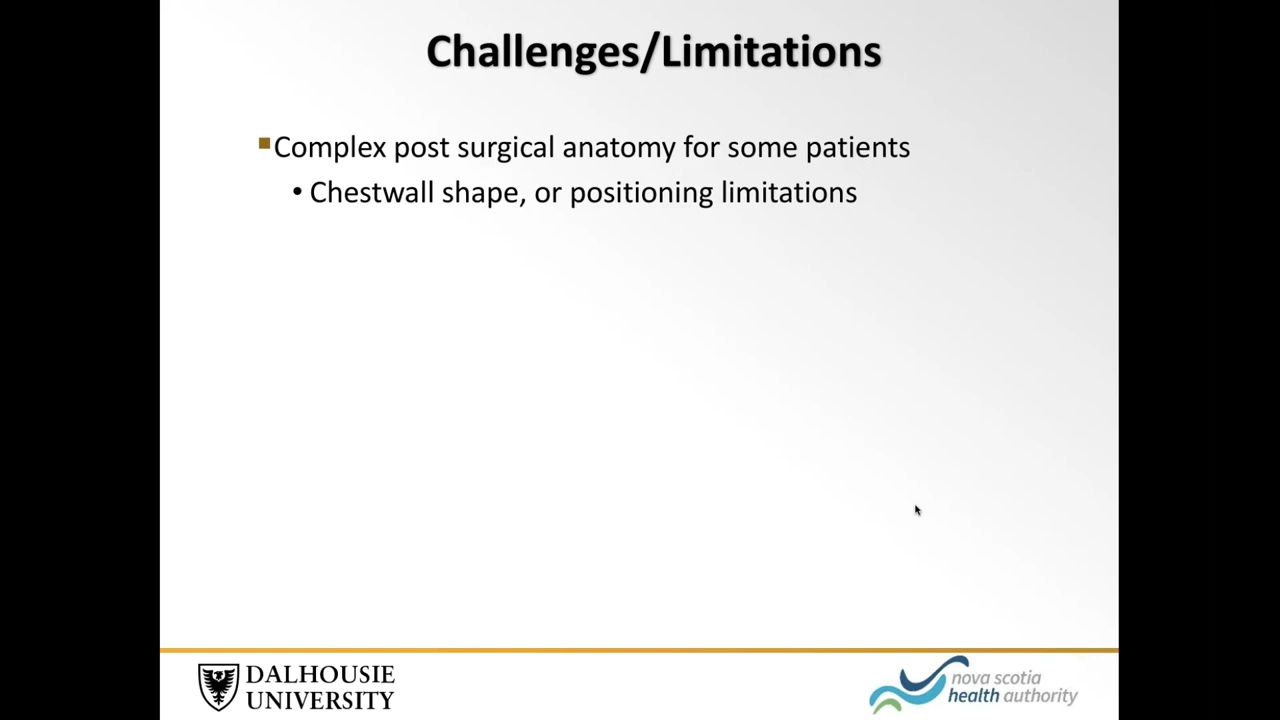 Challenges/Limitations
Complex post surgical anatomy for some patients
• Chestwall shape, or positioning limitations
DALHOUSIE
UNIVERSITY
nova scotia
health authority